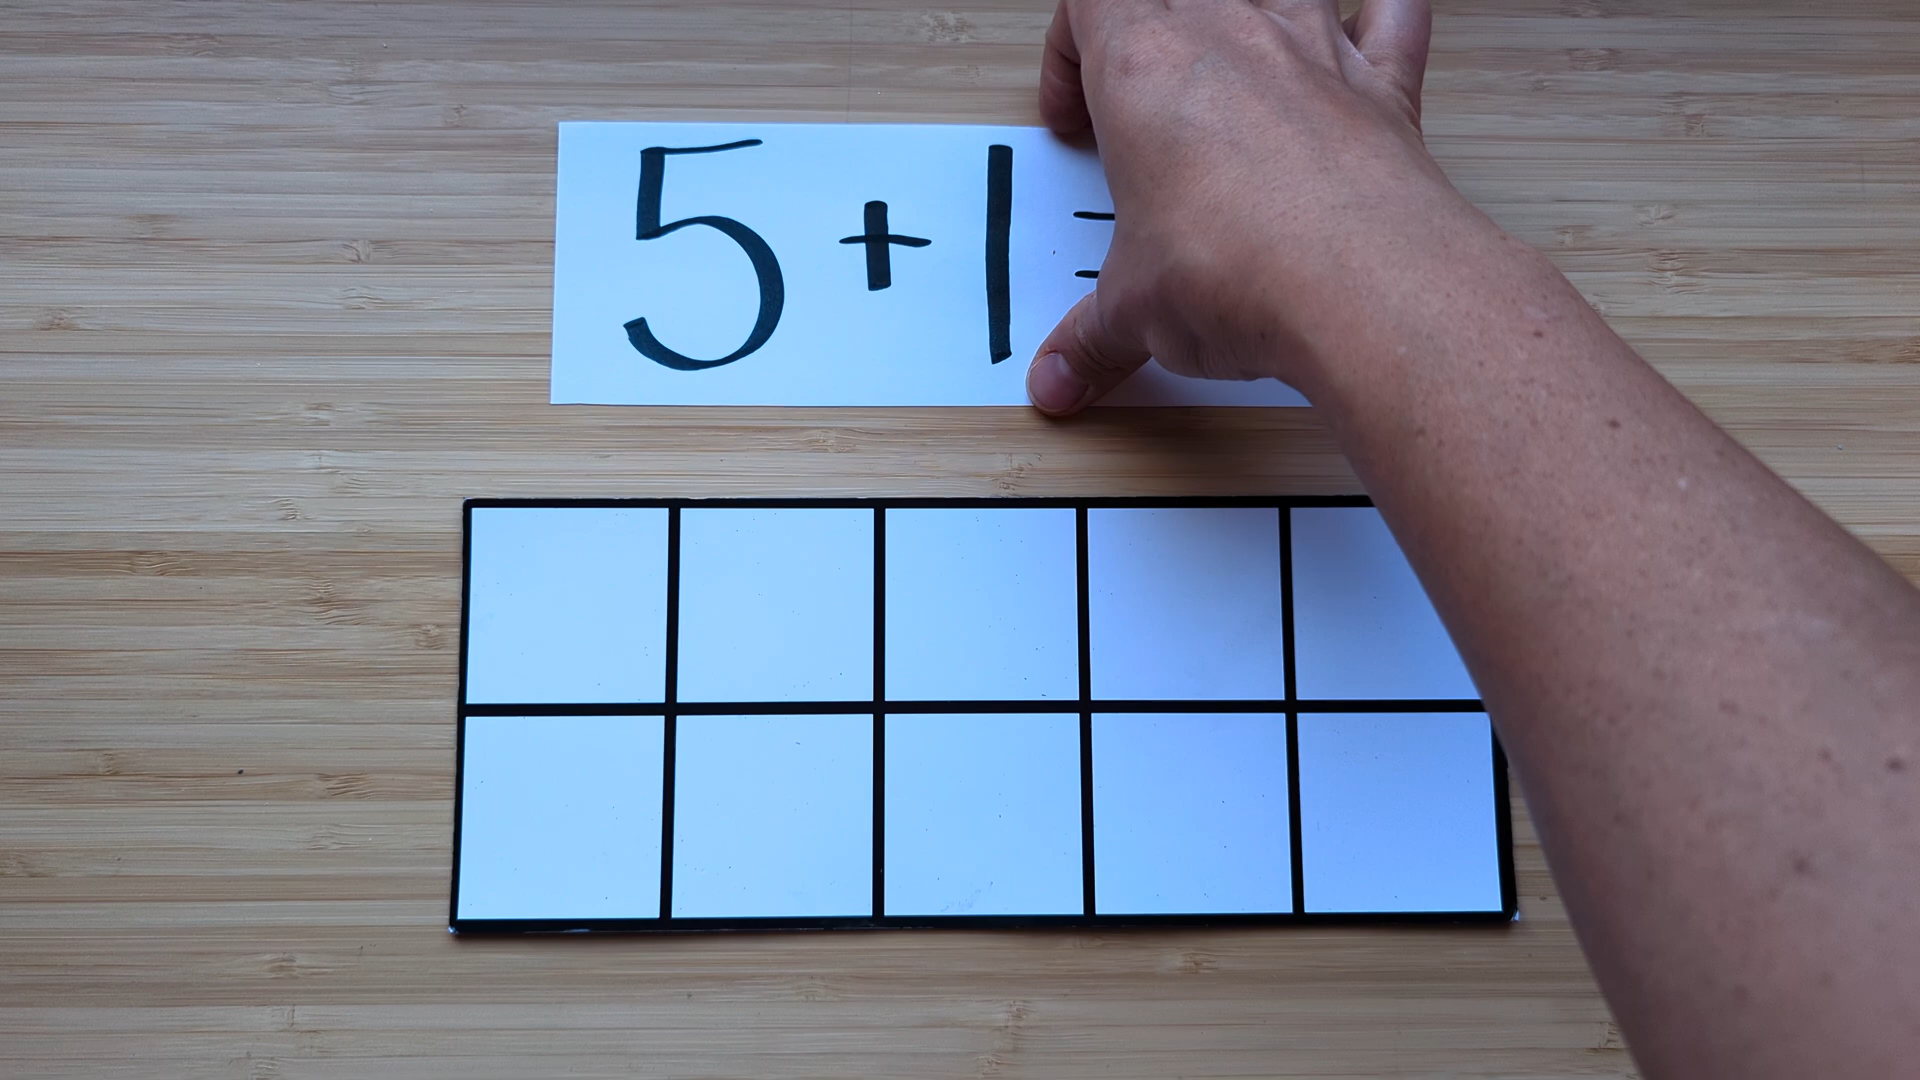 5 + 1 =